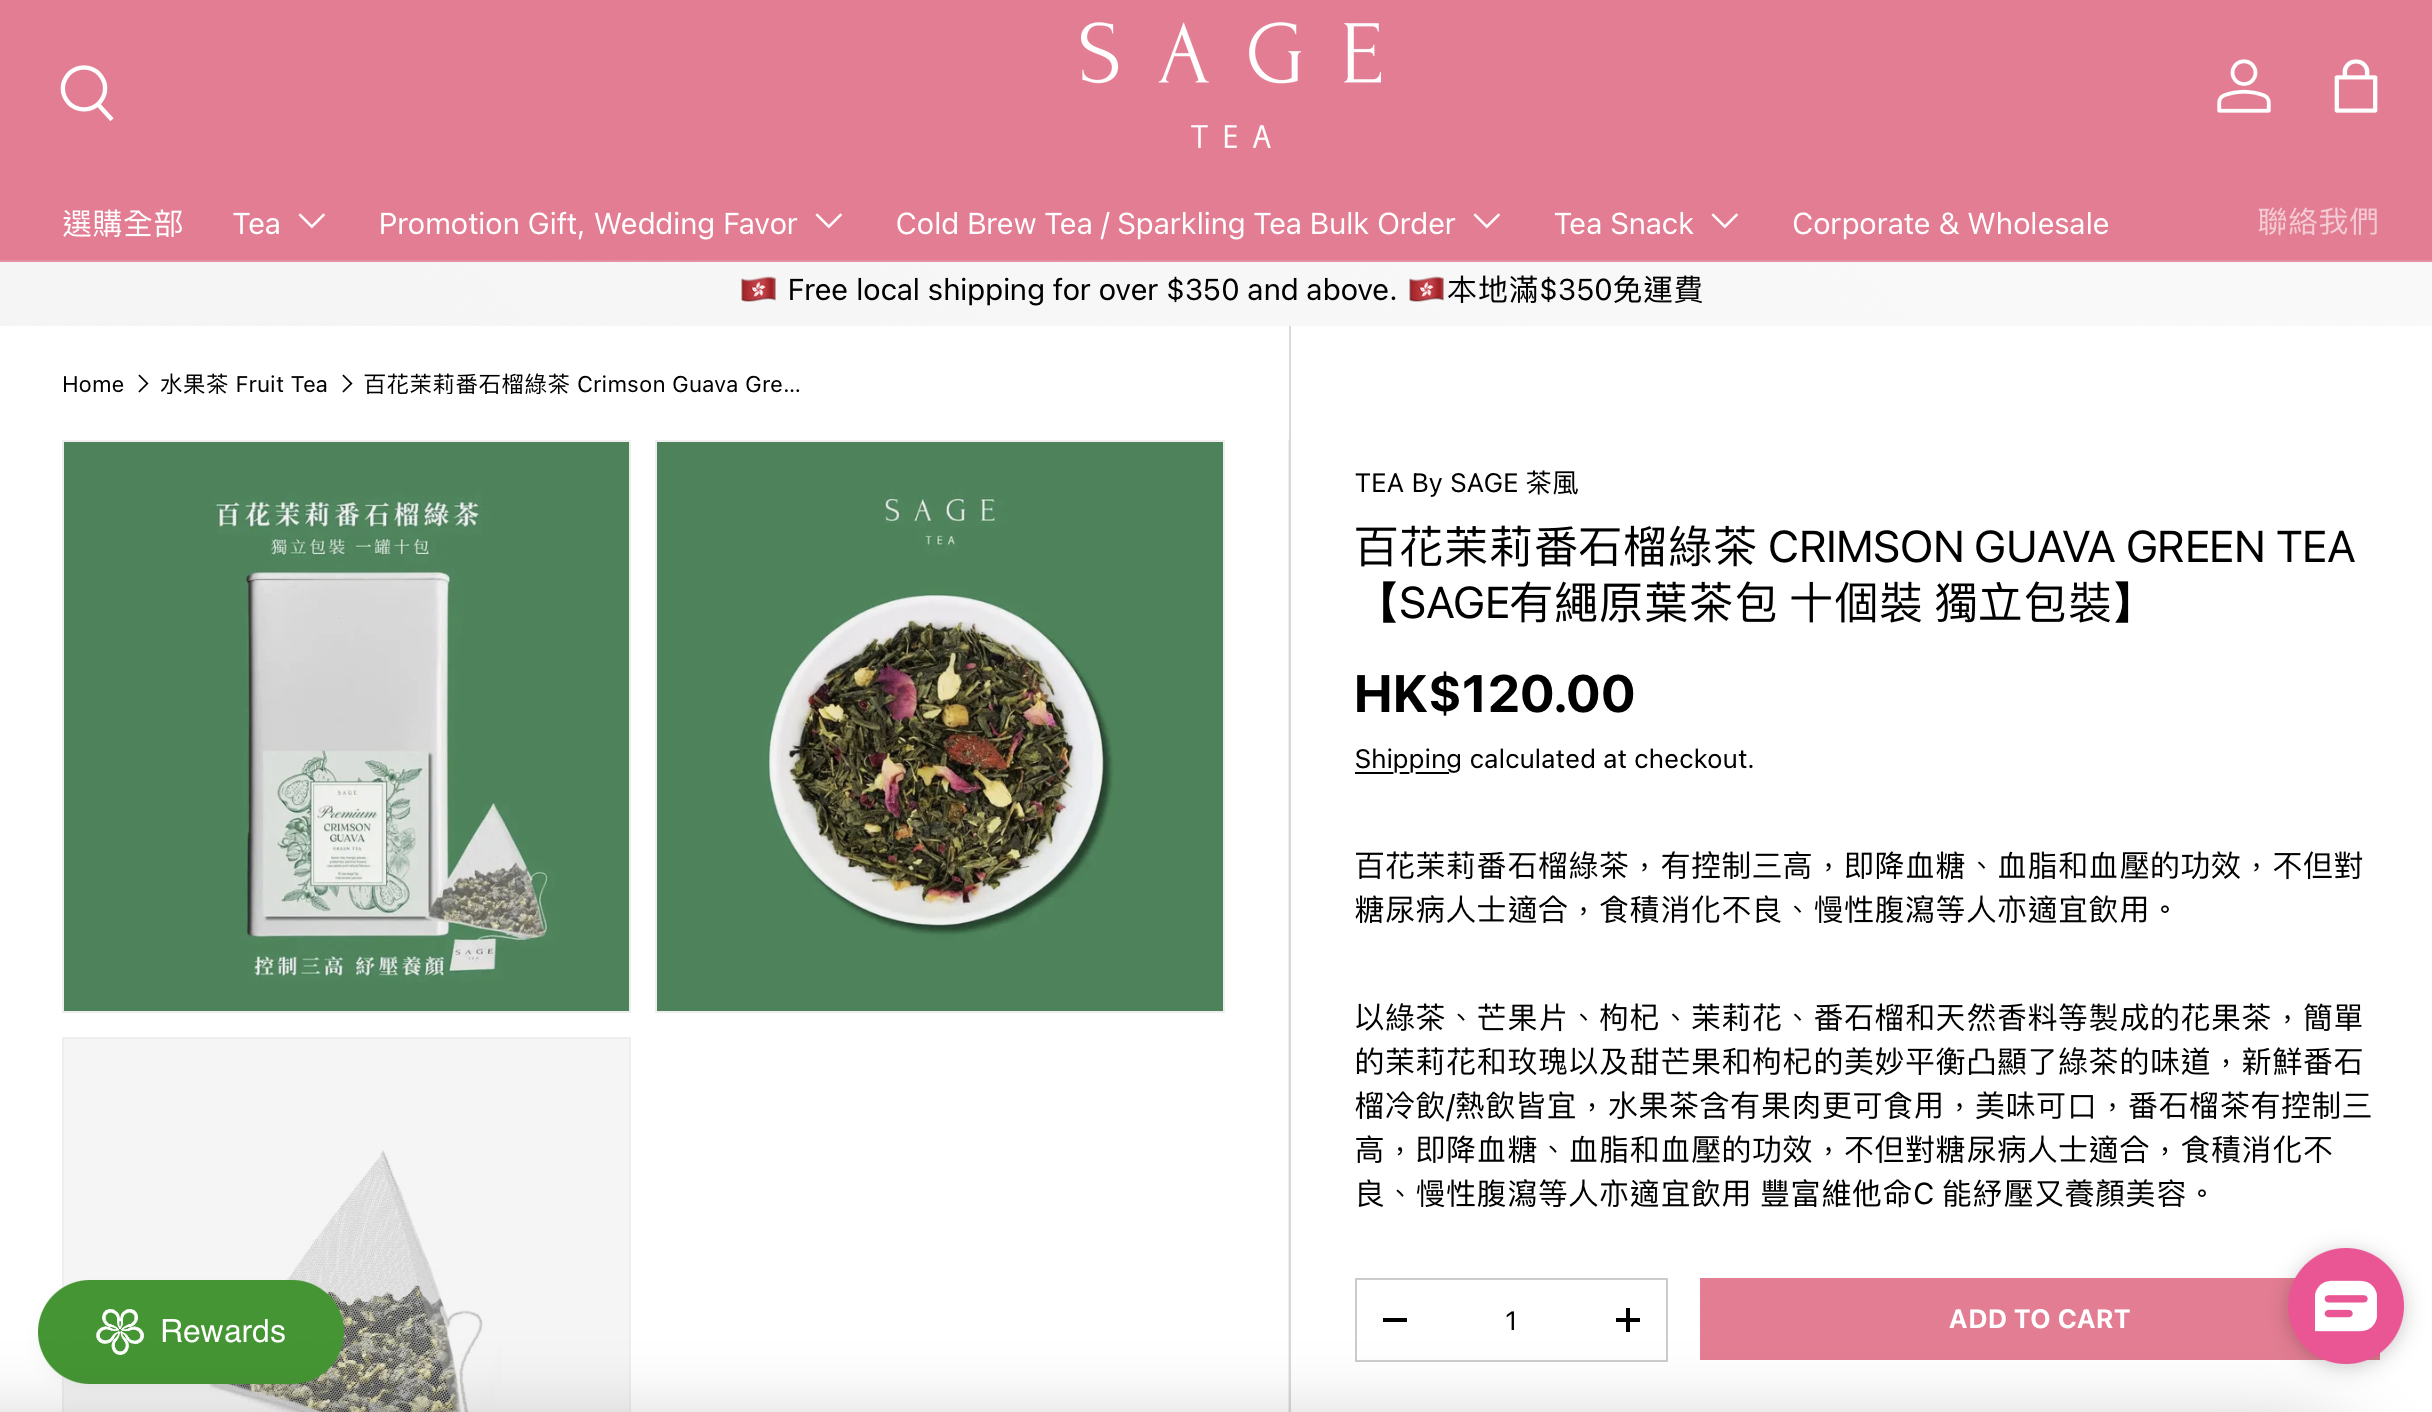 SAGE
TEA
選購全部
Tea
Promotion Gift, Wedding Favor
Cold Brew Tea / Sparkling Tea Bulk Order
Tea Snack
Corporate & Wholesale
聯絡我們
🇭🇰 Free local shipping for over $350 and above. 🇭🇰本地滿$350免運費
Home > 水果茶 Fruit Tea > 百花茉莉番石榴綠茶 Crimson Guava Gre...
百花茉莉番石榴綠茶
獨立包裝 一罐十包
SAGE
Premium
CRIMSON
GUAVA
GREEN TEA
SAGE
TEA
控制三高 紓壓養顏
SAGE
TEA
TEA By SAGE 茶風
百花茉莉番石榴綠茶 CRIMSON GUAVA GREEN TEA
【SAGE有繩原葉茶包 十個裝 獨立包裝】
HK$120.00
Shipping calculated at checkout.
百花茉莉番石榴綠茶，有控制三高，即降血糖、血脂和血壓的功效，不但對
糖尿病人士適合，食積消化不良、慢性腹瀉等人亦適宜飲用。
以綠茶、芒果片、枸杞、茉莉花、番石榴和天然香料等製成的花果茶，簡單
的茉莉花和玫瑰以及甜芒果和枸杞的美妙平衡凸顯了綠茶的味道，新鮮番石
榴冷飲/熱飲皆宜，水果茶含有果肉更可食用，美味可口，番石榴茶有控制三
高，即降血糖、血脂和血壓的功效，不但對糖尿病人士適合，食積消化不
良、慢性腹瀉等人亦適宜飲用 豐富維他命C 能紓壓又養顏美容。
1
ADD TO CART
Rewards